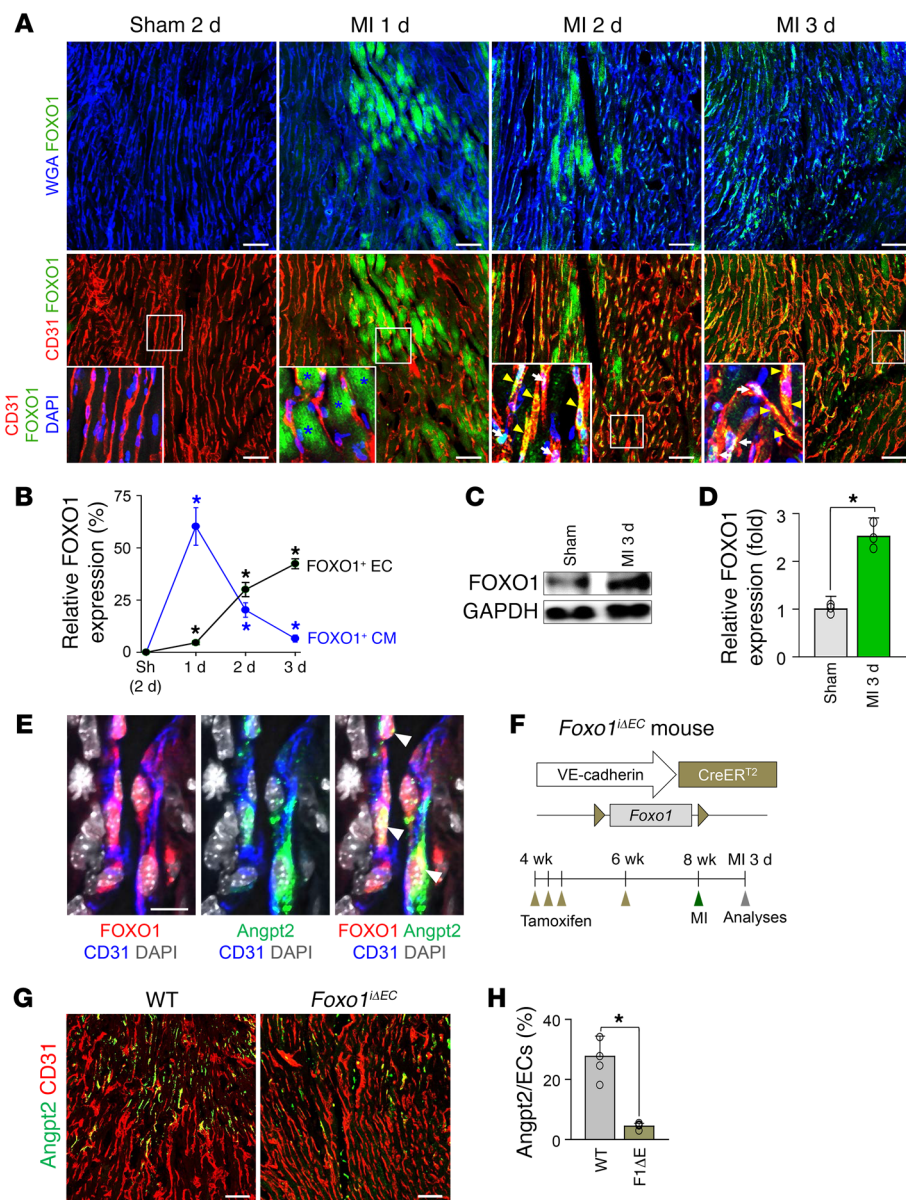 A
Sham 2 d
MI 1 d
MI 2 d
MI 3 d
WGA FOXO1
CD31 FOXO1
CD31
FOXO1
DAPI
*
*
*
*
B
Relative FOXO1
expression (%)
75
50
25
0
*
*
*
*
*
*
FOXO1⁺ EC
FOXO1⁺ CM
Sh
(2 d)
1 d
2 d
3 d
C
Sham
MI 3 d
FOXO1
GAPDH
D
Relative FOXO1
expression (fold)
3
2
1
0
*
Sham
MI 3 d
E
FOXO1
CD31 DAPI
Angpt2
CD31 DAPI
FOXO1 Angpt2
CD31 DAPI
F
Foxo1iΔEC mouse
VE-cadherin
CreERT2
Foxo1
4 wk
6 wk
8 wk
MI 3 d
Tamoxifen
MI
Analyses
G
WT
Foxo1iΔEC
Angpt2 CD31
H
Angpt2/ECs (%)
40
20
0
*
WT
F1ΔE